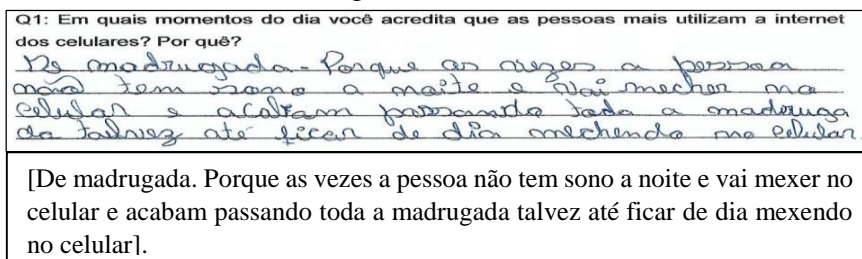 Q1: Em quais momentos do dia você acredita que as pessoas mais utilizam a internet
dos celulares? Por quê?
De madrugada - Porque as vezes a pessoa
não tem sono a noite e vai mecher no
celular e acabam passando toda a madruga
da talvez até ficar de dia mechendo no celular.
[De madrugada. Porque as vezes a pessoa não tem sono a noite e vai mexer no
celular e acabam passando toda a madrugada talvez até ficar de dia mexendo
no celular].